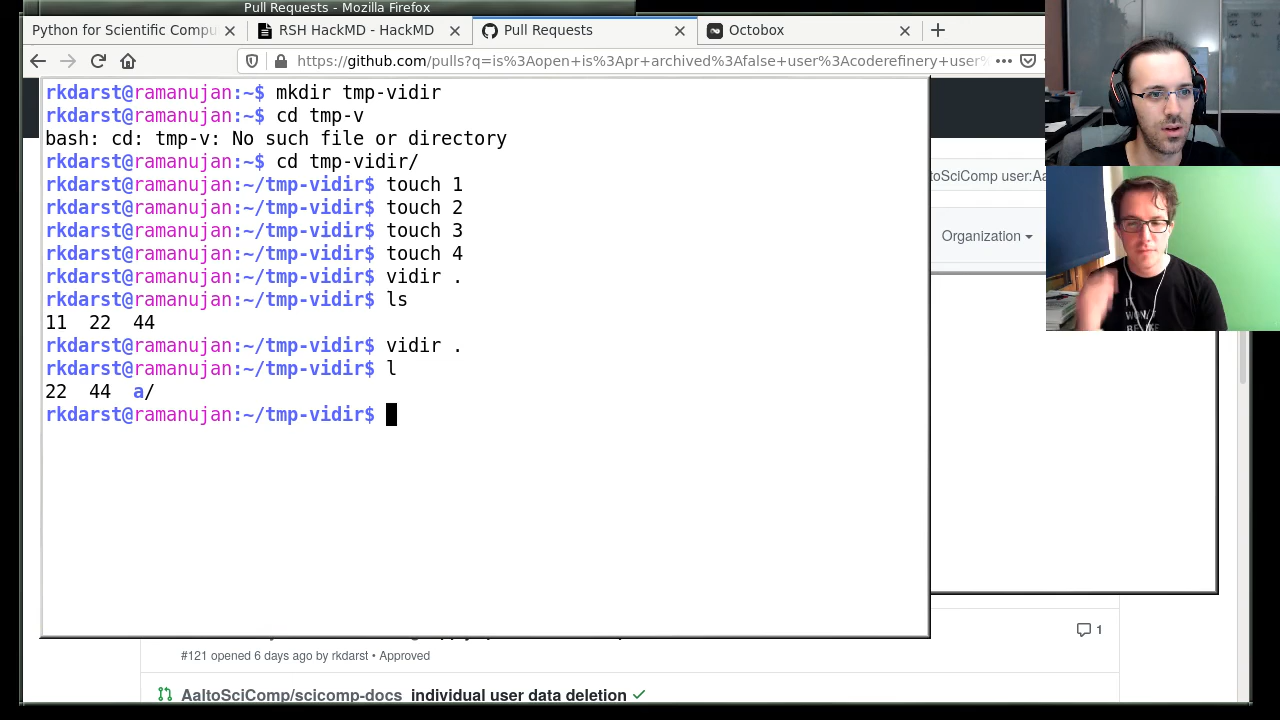 Pull Requests - Mozilla Firefox
Python for Scientific Compu
RSH HackMD - HackMD
Pull Requests
Octobox
https://github.com/pulls?q=is%3Aopen+is%3Apr+archived%3Afalse+user%3Acoderefinery+user%
rkdarst@ramanujan:~$ mkdir tmp-vidir
rkdarst@ramanujan:~$ cd tmp-v
bash: cd: tmp-v: No such file or directory
rkdarst@ramanujan:~$ cd tmp-vidir/
rkdarst@ramanujan:~/tmp-vidir$ touch 1
rkdarst@ramanujan:~/tmp-vidir$ touch 2
rkdarst@ramanujan:~/tmp-vidir$ touch 3
rkdarst@ramanujan:~/tmp-vidir$ touch 4
rkdarst@ramanujan:~/tmp-vidir$ vidir .
rkdarst@ramanujan:~/tmp-vidir$ ls
11 22 44
rkdarst@ramanujan:~/tmp-vidir$ vidir .
rkdarst@ramanujan:~/tmp-vidir$ l
22 44 a/
rkdarst@ramanujan:~/tmp-vidir$
toSciComp user:Aa
Organization
IT
WON'T
BE LIKE
1
#121 opened 6 days ago by rkdarst • Approved
AaltoSciComp/scicomp-docs individual user data deletion